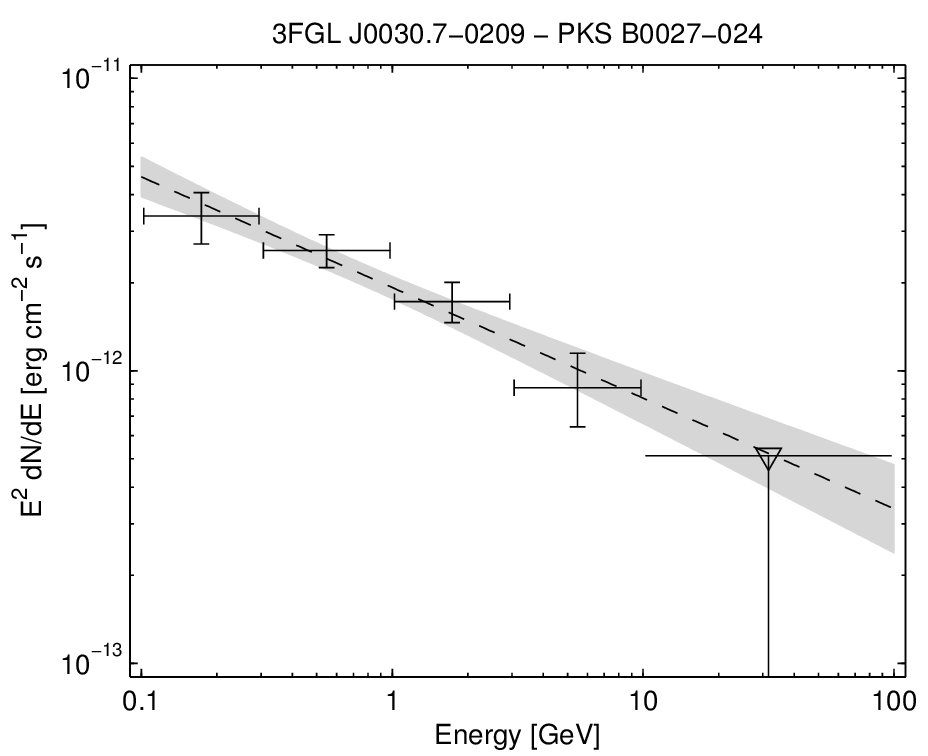 3FGL J0030.7−0209 − PKS B0027−024
10⁻¹¹
10⁻¹²
10⁻¹³
E² dN/dE [erg cm⁻² s⁻¹]
0.1 1 10 100
Energy [GeV]